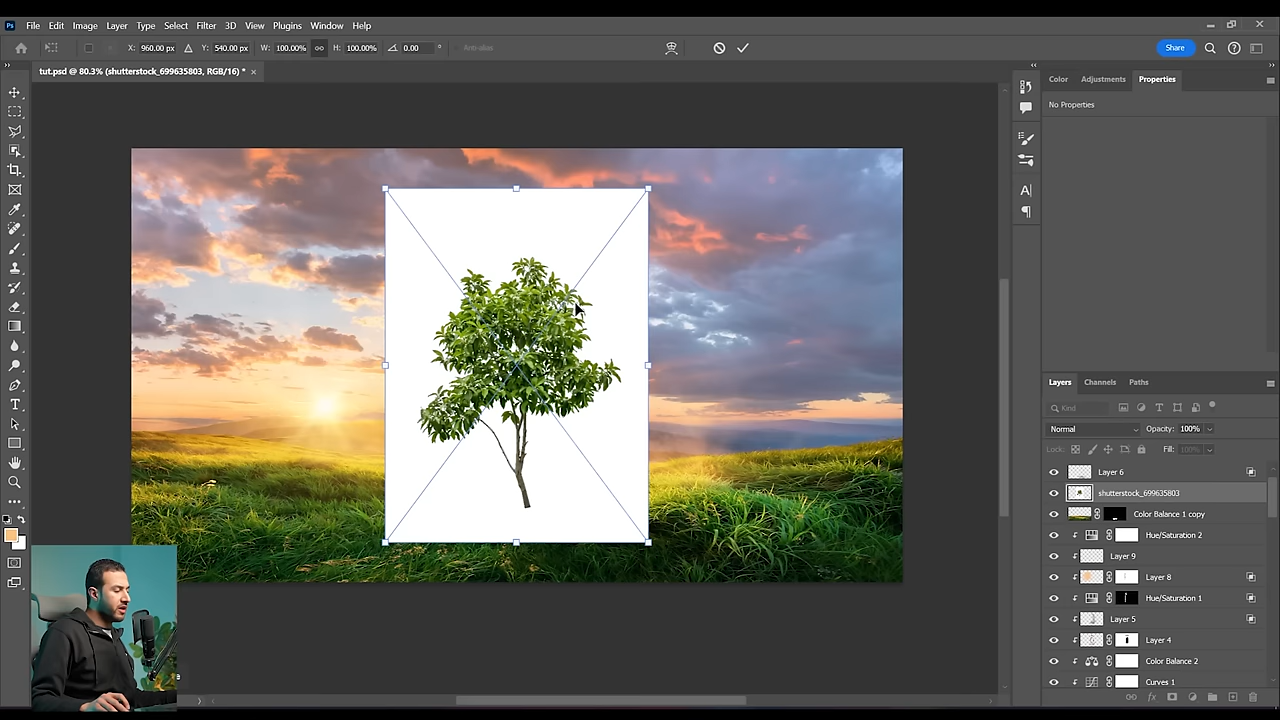 Ps File Edit Image Layer Type Select Filter 3D View Plugins Window Help
X: 960.00 px Y: 540.00 px W: 100.00% H: 100.00% 0.00 ° Anti-alias Share
tut.psd @ 80.3% (shutterstock_699635803, RGB/16) * ×
Color Adjustments Properties
No Properties
Layers Channels Paths
Kind
Normal Opacity: 100%
Lock: Fill: 100%
Layer 6
shutterstock_699635803
Color Balance 1 copy
Hue/Saturation 2
Layer 9
Layer 8
Hue/Saturation 1
Layer 5
Layer 4
Color Balance 2
Curves 1